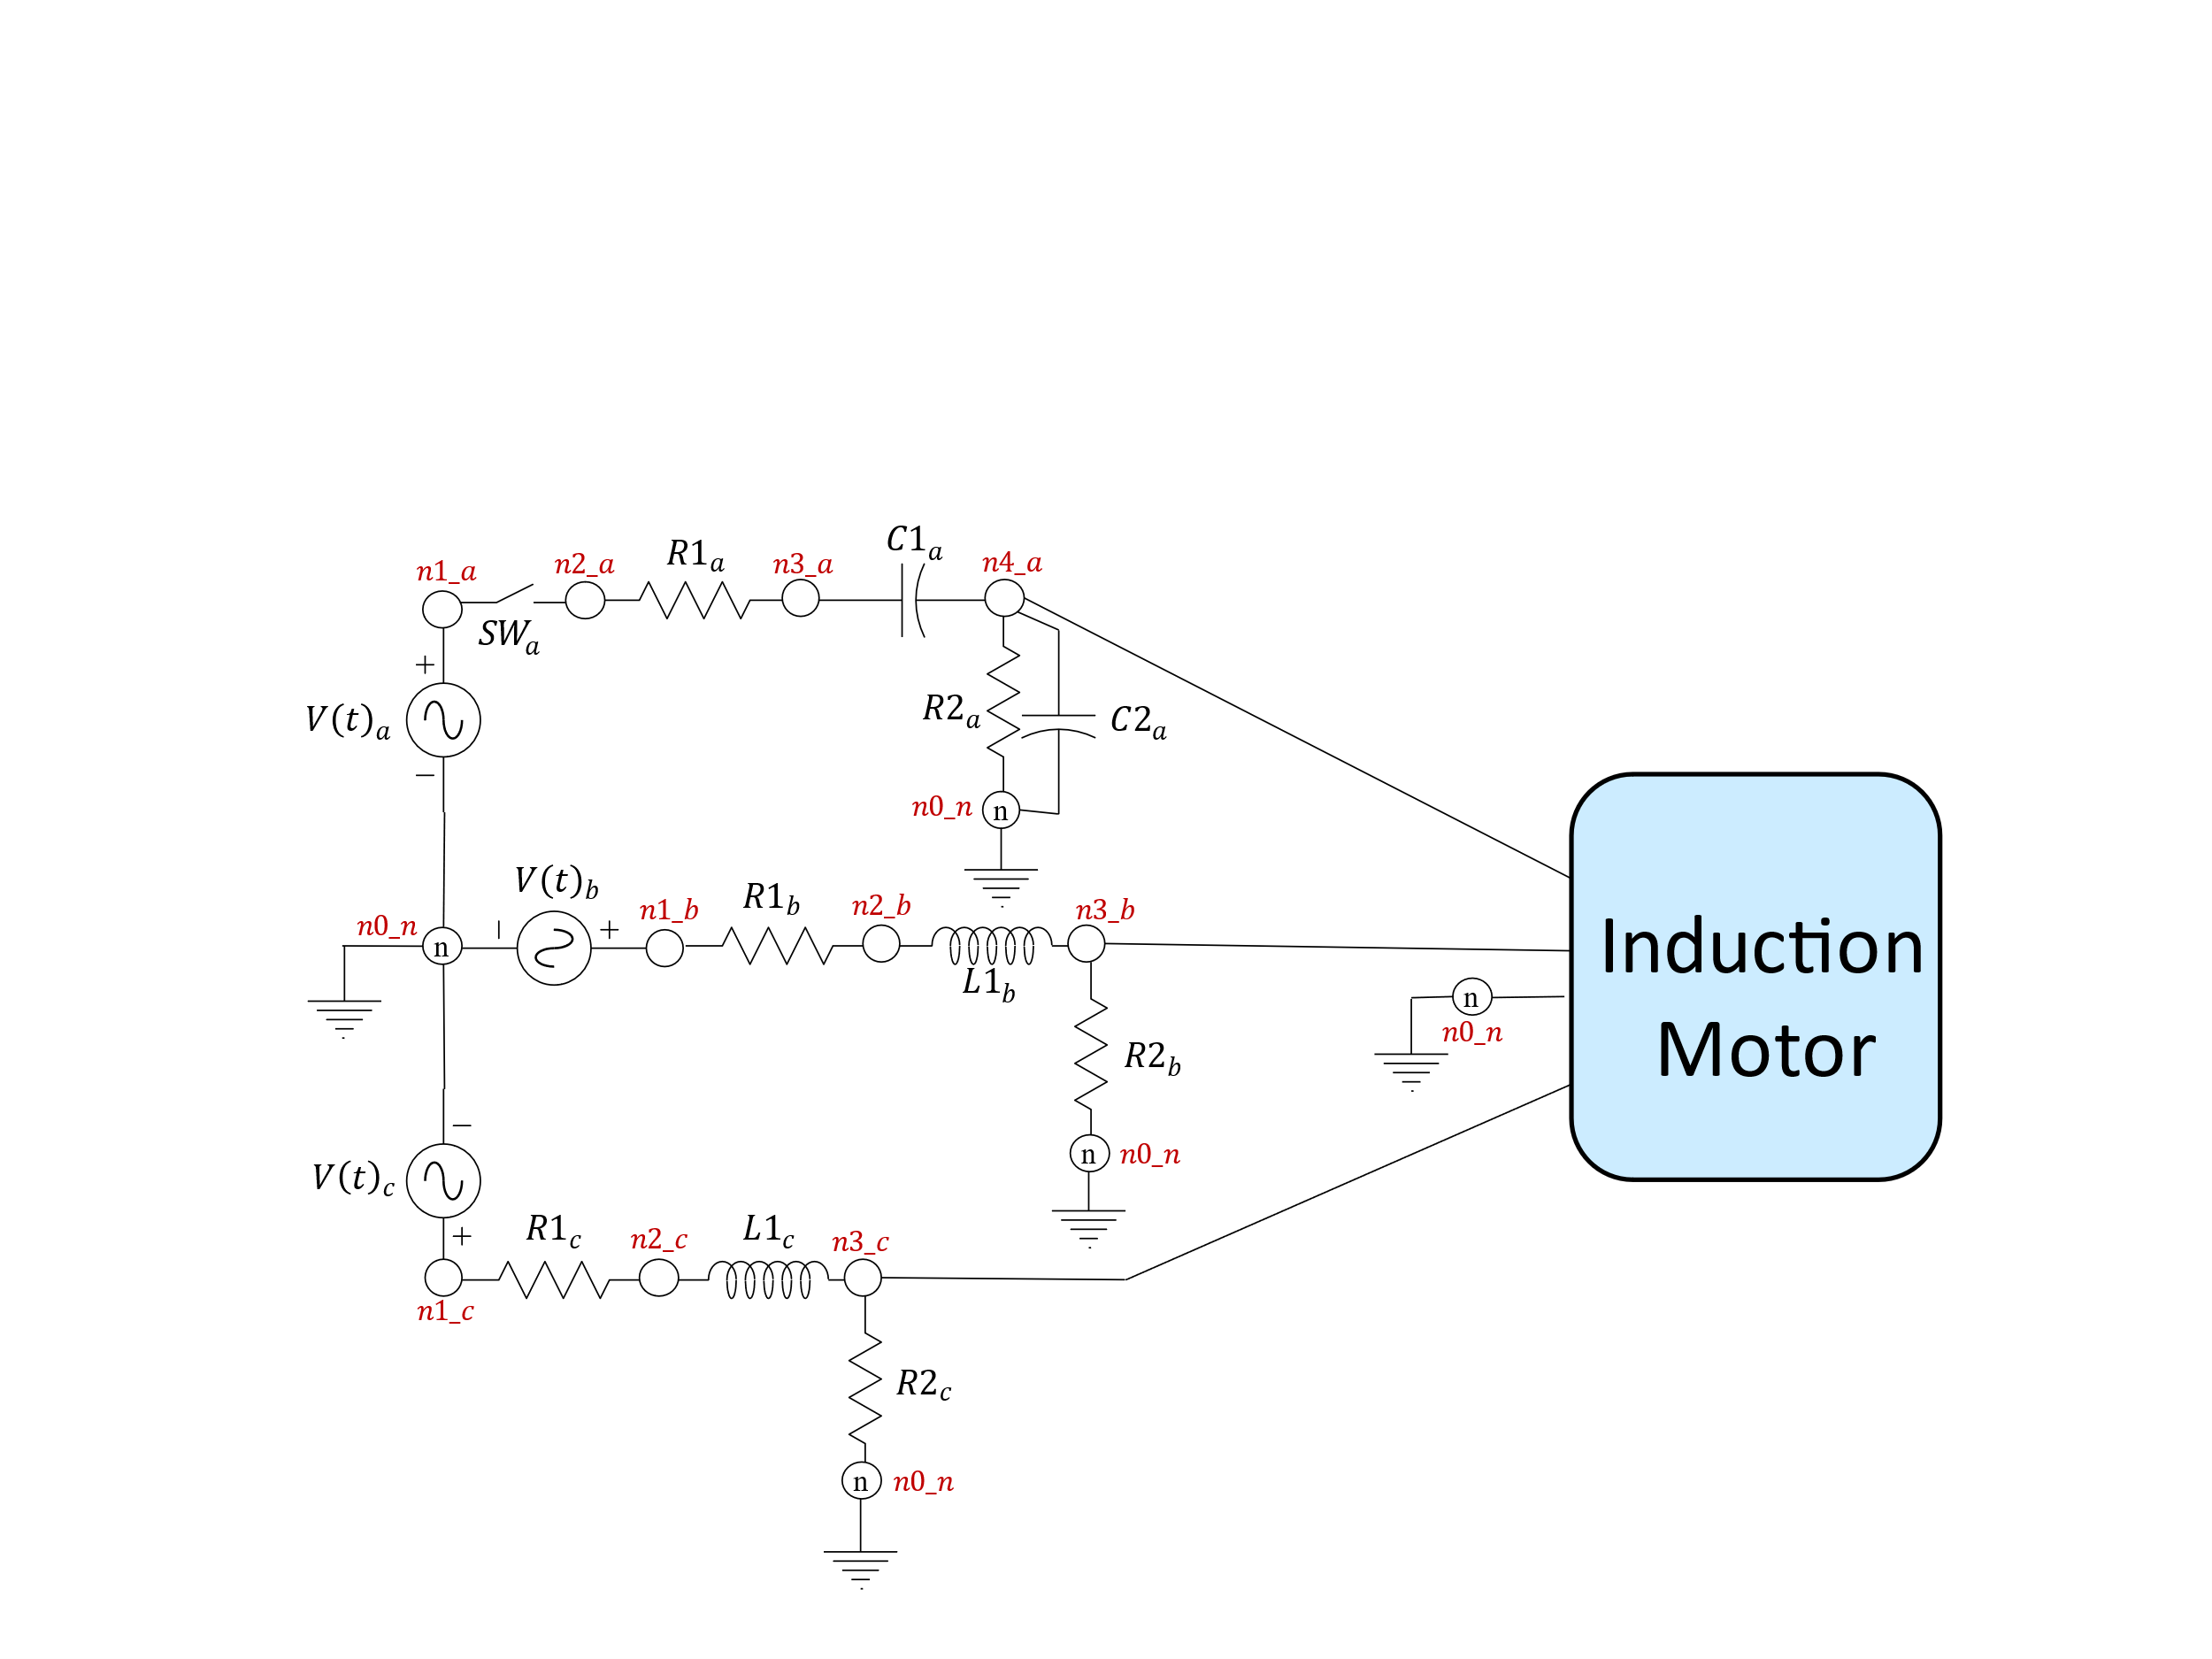 C1a
n1_a
n2_a
R1a
n3_a
n4_a
SWa
+
V(t)a
−
R2a
C2a
n0_n
n
V(t)b
n0_n
n
−
+
n1_b
R1b
n2_b
L1b
n3_b
Induction
Motor
n
n0_n
R2b
n
n0_n
−
V(t)c
+
n1_c
R1c
n2_c
L1c
n3_c
R2c
n
n0_n